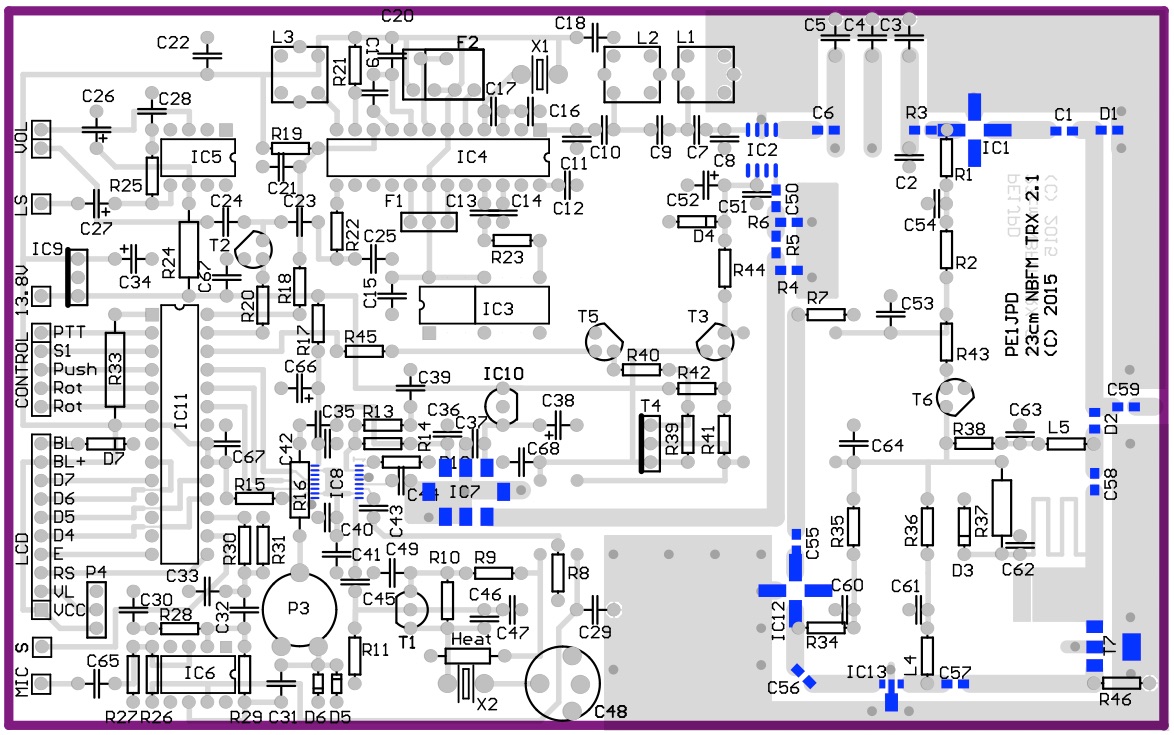 C20
C18
C5 C4 C3
C22
L3
R21
C19
F2
X1
L2
L1
C26
C28
C17
C16
VOL
R19
C6
R3
C1
D1
IC5
IC4
C11
C10
C9
C7
C8
IC2
IC1
R25
C21
C2
R1
LS
C27
C24
C23
F1
C13
C14
C12
C52
C51
C50
C54
IC9
T2
R22
C25
R23
D4
R6
R5
R4
R44
R2
C34
R24
C67
R20
R18
C15
IC3
13.8V
R17
R7
C53
PE1JPD
23cm NBFM TRX 2.1
(C) 2015
CONTROL
PTT
S1
Push
Rot
Rot
R33
IC11
R45
T5
T3
R43
R40
C66
C39
IC10
R42
T6
C59
C35
R13
C36
C37
C38
T4
R39
R41
C63
D2
BL-
BL+
D7
D6
D5
D4
E
RS
VL
VCC
LCD
D7
C67
C42
R14
C68
C64
R38
L5
R15
R16
IC8
C44
IC7
C58
C43
R30
R31
C40
R35
R36
R37
C41
C49
C55
D3
C62
P4
C33
R10
R9
R8
C30
C32
P3
C45
C46
C47
C29
C60
C61
R28
T1
IC12
R34
S
Heat
R11
L4
T7
MIC
C65
IC6
IC13
C57
C56
R46
X2
C48
R27
R26
R29
C31
D6
D5